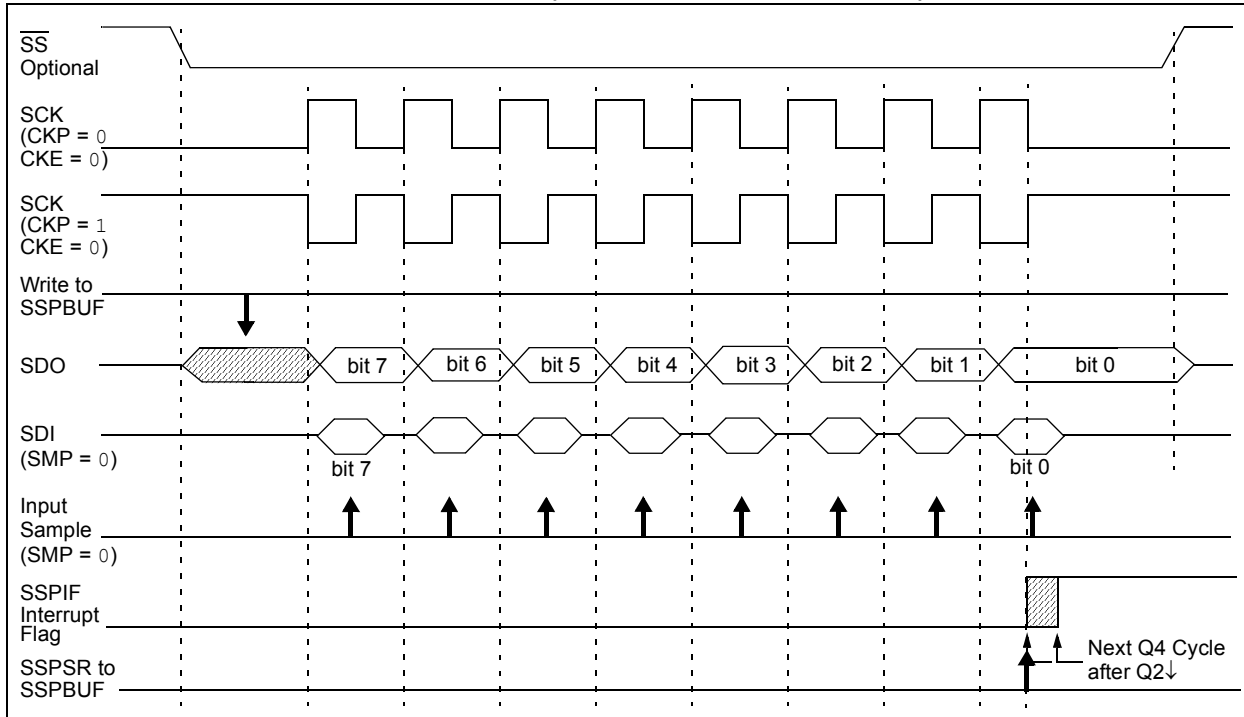 SS
Optional
SCK
(CKP = 0
CKE = 0)
SCK
(CKP = 1
CKE = 0)
Write to
SSPBUF
SDO
bit 7 bit 6 bit 5 bit 4 bit 3 bit 2 bit 1 bit 0
SDI
(SMP = 0)
bit 7 bit 0
Input
Sample
(SMP = 0)
SSPIF
Interrupt
Flag
Next Q4 Cycle
after Q2↓
SSPSR to
SSPBUF